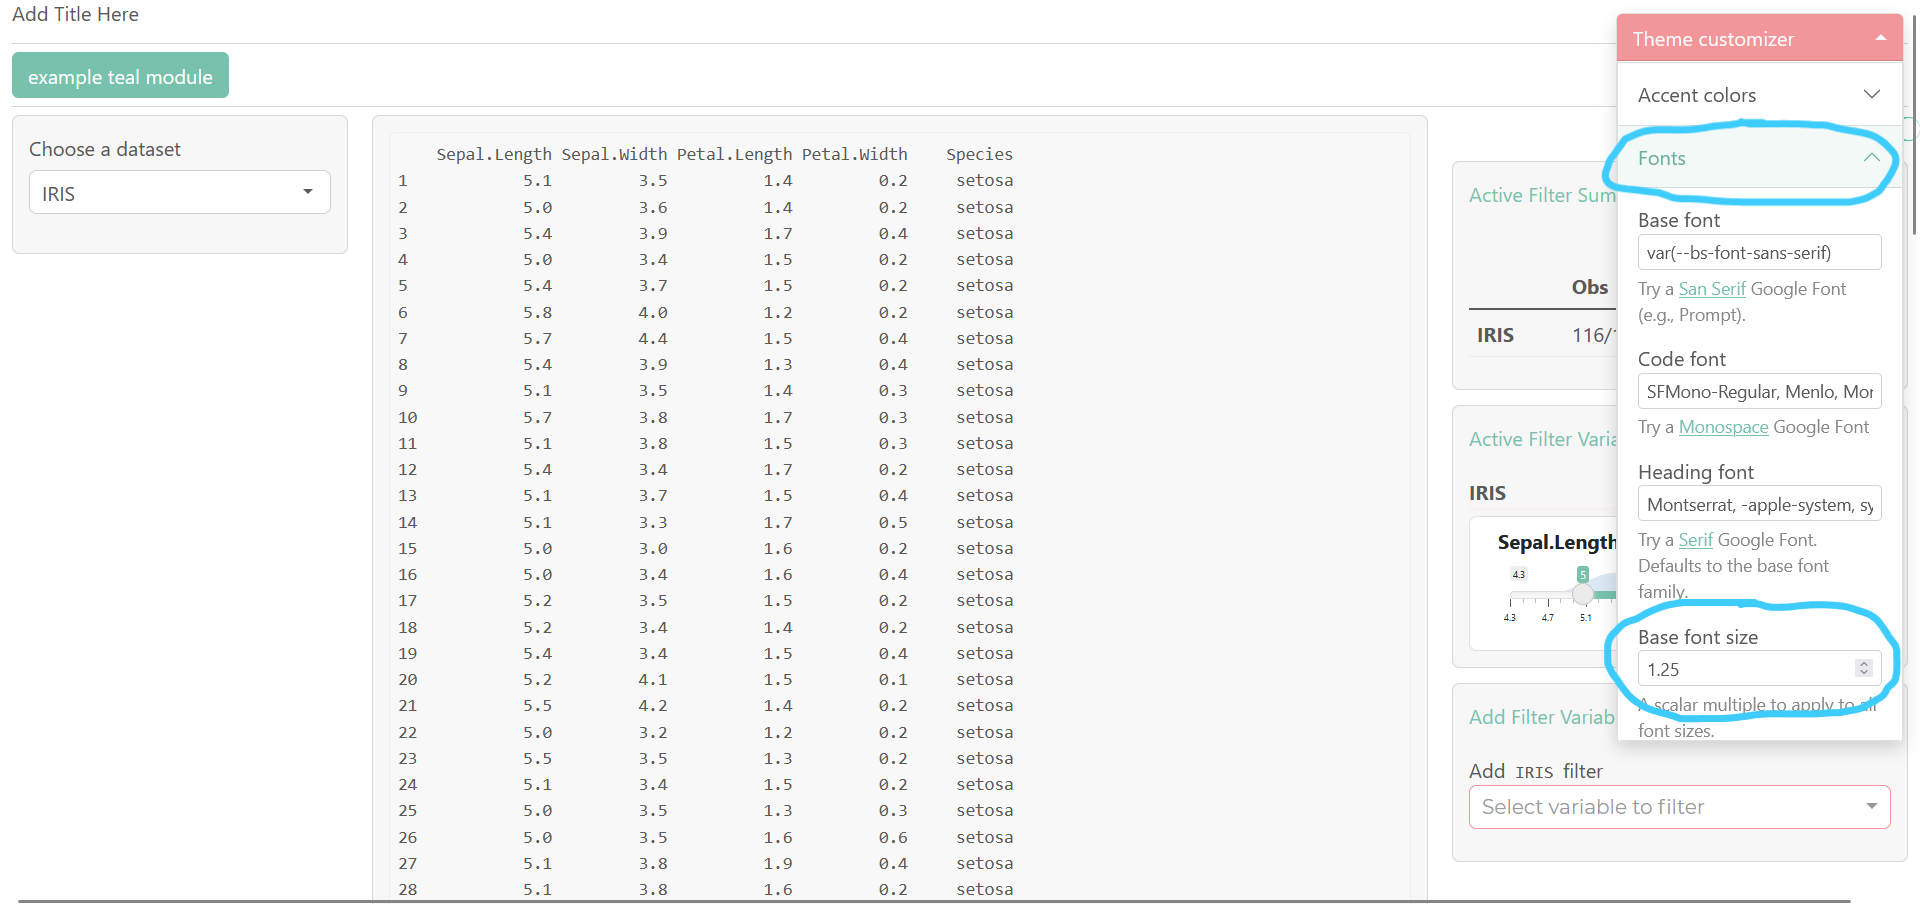 Add Title Here
example teal module
Choose a dataset
IRIS
Sepal.Length Sepal.Width Petal.Length Petal.Width Species
1 5.1 3.5 1.4 0.2 setosa
2 5.0 3.6 1.4 0.2 setosa
3 5.4 3.9 1.7 0.4 setosa
4 5.0 3.4 1.5 0.2 setosa
5 5.4 3.7 1.5 0.2 setosa
6 5.8 4.0 1.2 0.2 setosa
7 5.7 4.4 1.5 0.4 setosa
8 5.4 3.9 1.3 0.4 setosa
9 5.1 3.5 1.4 0.3 setosa
10 5.7 3.8 1.7 0.3 setosa
11 5.1 3.8 1.5 0.3 setosa
12 5.4 3.4 1.7 0.2 setosa
13 5.1 3.7 1.5 0.4 setosa
14 5.1 3.3 1.7 0.5 setosa
15 5.0 3.0 1.6 0.2 setosa
16 5.0 3.4 1.6 0.4 setosa
17 5.2 3.5 1.5 0.2 setosa
18 5.2 3.4 1.4 0.2 setosa
19 5.4 3.4 1.5 0.4 setosa
20 5.2 4.1 1.5 0.1 setosa
21 5.5 4.2 1.4 0.2 setosa
22 5.0 3.2 1.2 0.2 setosa
23 5.5 3.5 1.3 0.2 setosa
24 5.1 3.4 1.5 0.2 setosa
25 5.0 3.5 1.3 0.3 setosa
26 5.0 3.5 1.6 0.6 setosa
27 5.1 3.8 1.9 0.4 setosa
28 5.1 3.8 1.6 0.2 setosa
Active Filter Sum
Obs
IRIS 116/
Active Filter Varia
IRIS
Sepal.Length
4.3 5
4.3 4.7 5.1
Add Filter Variab
Add IRIS filter
Select variable to filter
Theme customizer
Accent colors
Fonts
Base font
var(--bs-font-sans-serif)
Try a San Serif Google Font
(e.g., Prompt).
Code font
SFMono-Regular, Menlo, Mor
Try a Monospace Google Font
Heading font
Montserrat, -apple-system, sy
Try a Serif Google Font.
Defaults to the base font
family.
Base font size
1.25
A scalar multiple to apply to all
font sizes.